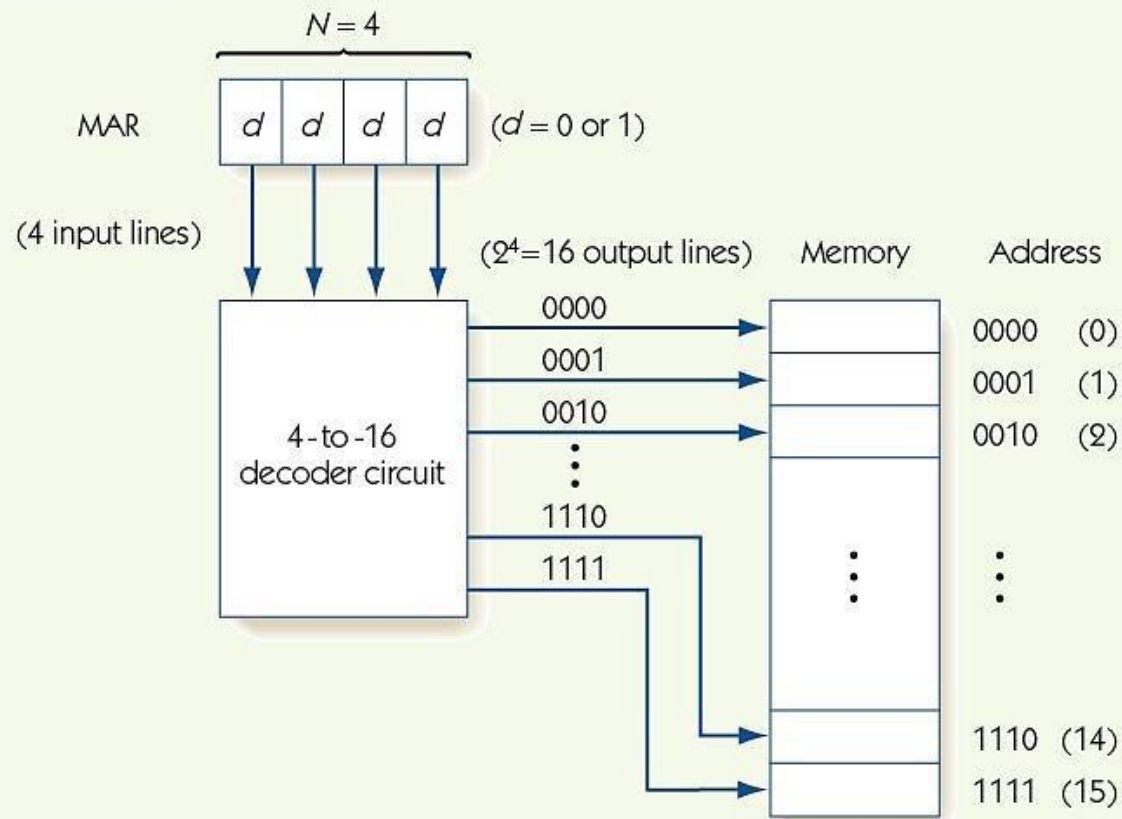 N = 4
MAR d d d d (d = 0 or 1)
(4 input lines)
(2⁴=16 output lines) Memory Address
0000 0000 (0)
0001 0001 (1)
0010 0010 (2)
4-to-16
decoder circuit
1110
1111
1110 (14)
1111 (15)